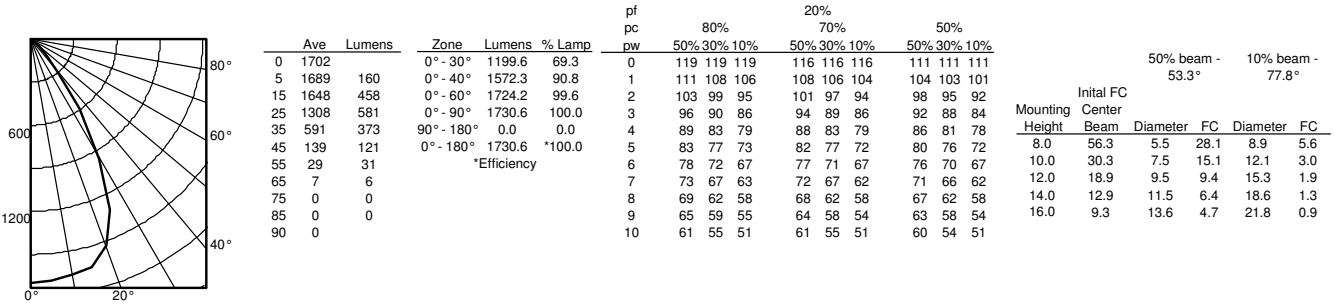 600
1200
0° 20°
40°
60°
80°
Ave Lumens
0 1702
5 1689 160
15 1648 458
25 1308 581
35 591 373
45 139 121
55 29 31
65 7 6
75 0 0
85 0 0
90 0
Zone Lumens % Lamp
0° - 30° 1199.6 69.3
0° - 40° 1572.3 90.8
0° - 60° 1724.2 99.6
0° - 90° 1730.6 100.0
90° - 180° 0.0 0.0
0° - 180° 1730.6 *100.0
*Efficiency
pf 20%
pc 80% 70% 50%
pw 50% 30% 10% 50% 30% 10% 50% 30% 10%
0 119 119 119 116 116 116 111 111 111
1 111 108 106 108 106 104 104 103 101
2 103 99 95 101 97 94 98 95 92
3 96 90 86 94 89 86 92 88 84
4 89 83 79 88 83 79 86 81 78
5 83 77 73 82 77 72 80 76 72
6 78 72 67 77 71 67 76 70 67
7 73 67 63 72 67 62 71 66 62
8 69 62 58 68 62 58 67 62 58
9 65 59 55 64 58 54 63 58 54
10 61 55 51 61 55 51 60 54 51
50% beam - 10% beam -
53.3° 77.8°
Inital FC
Mounting Center
Height Beam Diameter FC Diameter FC
8.0 56.3 5.5 28.1 8.9 5.6
10.0 30.3 7.5 15.1 12.1 3.0
12.0 18.9 9.5 9.4 15.3 1.9
14.0 12.9 11.5 6.4 18.6 1.3
16.0 9.3 13.6 4.7 21.8 0.9